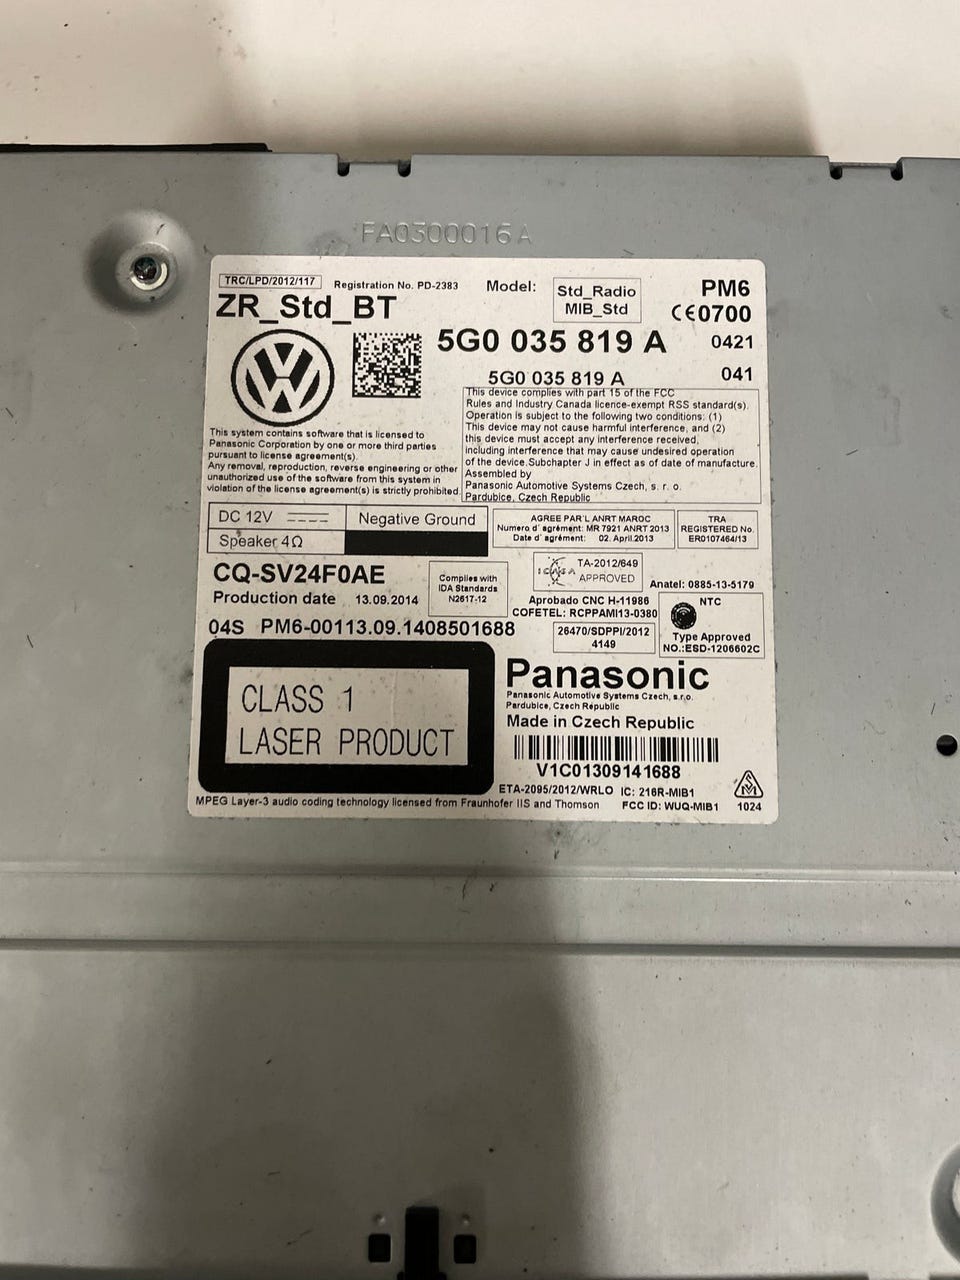 FA0300016A
TRC/LPD/2012/117
Registration No. PD-2383
Model:
Std_Radio
MIB_Std
PM6
CE0700
ZR_Std_BT
5G0 035 819 A
0421
5G0 035 819 A
041
This device complies with part 15 of the FCC
Rules and Industry Canada licence-exempt RSS standard(s).
Operation is subject to the following two conditions: (1)
This device may not cause harmful interference, and (2)
this device must accept any interference received,
including interference that may cause undesired operation
of the device.Subchapter J in effect as of date of manufacture.
Assembled by
Panasonic Automotive Systems Czech, s. r. o.
Pardubice, Czech Republic
This system contains software that is licensed to
Panasonic Corporation by one or more third parties
pursuant to license agreement(s).
Any removal, reproduction, reverse engineering or other
unauthorized use of the software from this system in
violation of the license agreement(s) is strictly prohibited.
DC 12V
Negative Ground
Speaker 4Ω
AGREE PAR'L ANRT MAROC
Numero d' agrément: MR 7921 ANRT 2013
Date d' agrément: 02. April.2013
TRA
REGISTERED No.
ER0107464/13
CQ-SV24F0AE
Production date 13.09.2014
Complies with
IDA Standards
N2617-12
ICASA
TA-2012/649
APPROVED
Anatel: 0885-13-5179
Aprobado CNC H-11986
COFETEL: RCPPAMI13-0380
04S PM6-00113.09.1408501688
26470/SDPPI/2012
4149
NTC
Type Approved
NO.:ESD-1206602C
CLASS 1
LASER PRODUCT
Panasonic
Panasonic Automotive Systems Czech, s.r.o.
Pardubice, Czech Republic
Made in Czech Republic
V1C01309141688
ETA-2095/2012/WRLO IC: 216R-MIB1
MPEG Layer-3 audio coding technology licensed from Fraunhofer IIS and Thomson
FCC ID: WUQ-MIB1
1024